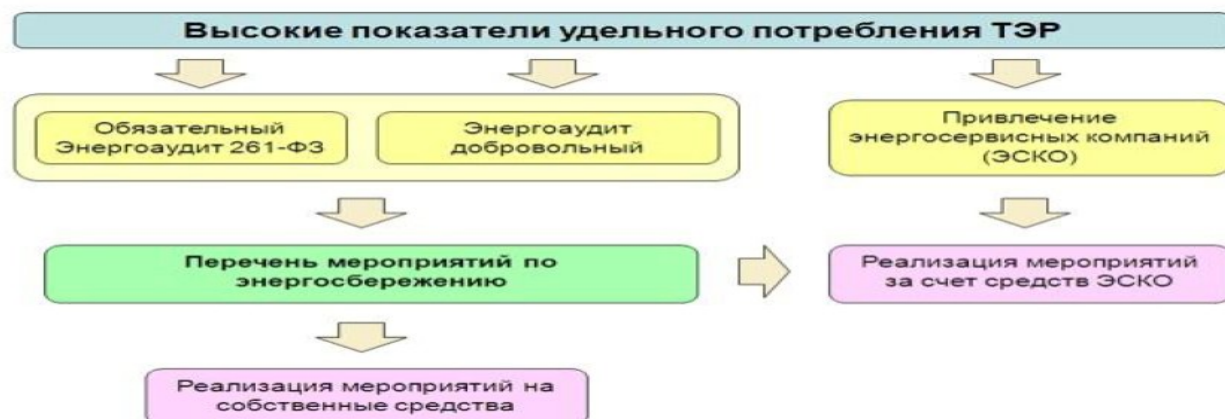 Высокие показатели удельного потребления ТЭР
Обязательный
Энергоаудит 261-ФЗ
Энергоаудит
добровольный
Привлечение
энергосервисных компаний
(ЭСКО)
Перечень мероприятий по
энергосбережению
Реализация мероприятий
за счет средств ЭСКО
Реализация мероприятий на
собственные средства